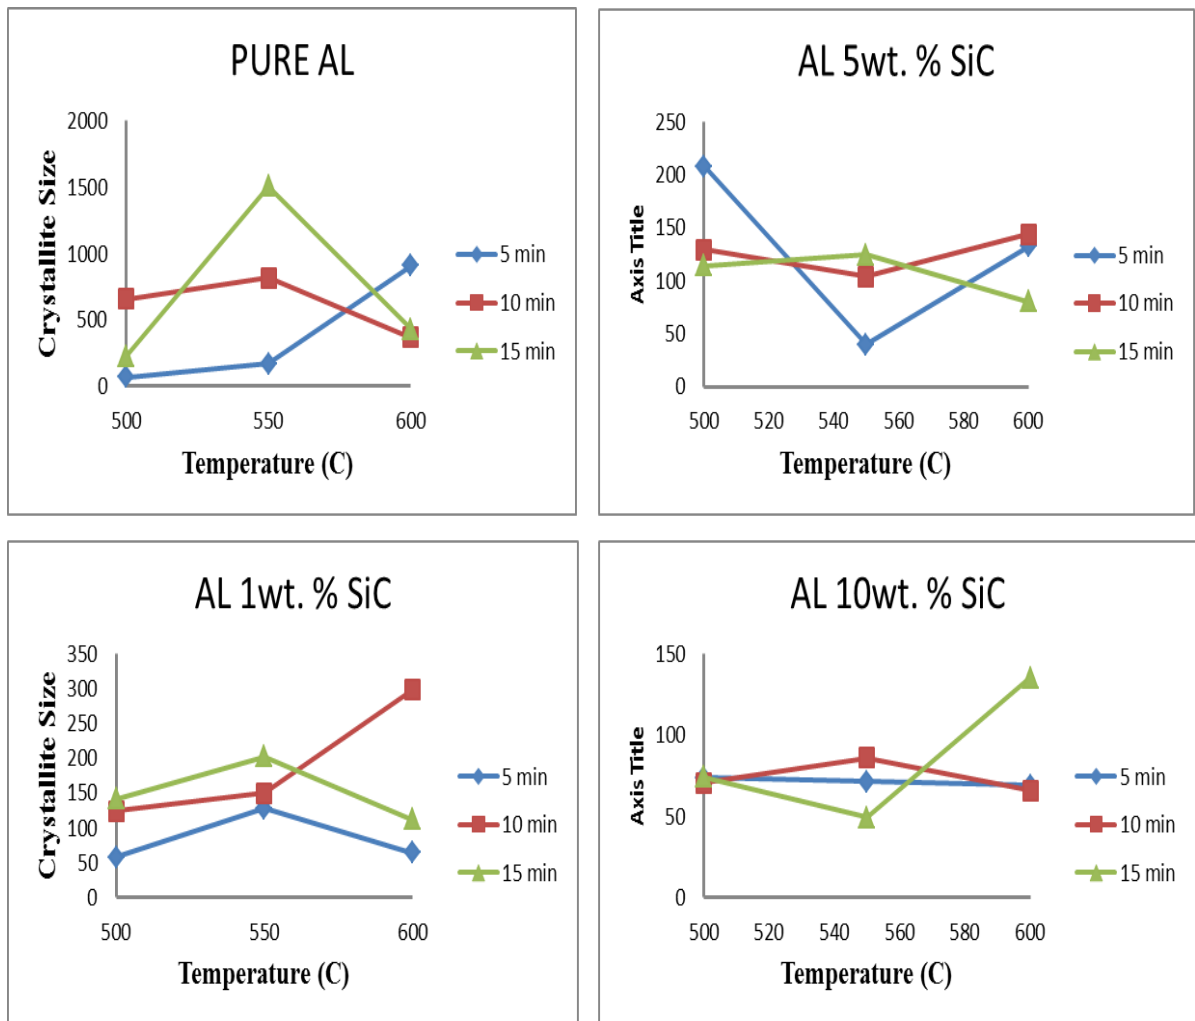 PURE AL
2000
1500
1000
500
0
Crystallite Size
500 550 600
Temperature (C)
5 min
10 min
15 min
AL 5wt. % SiC
250
200
150
100
50
0
Axis Title
500 520 540 560 580 600
Temperature (C)
5 min
10 min
15 min
AL 1wt. % SiC
350
300
250
200
150
100
50
0
Crystallite Size
500 550 600
Temperature (C)
5 min
10 min
15 min
AL 10wt. % SiC
150
100
50
0
Axis Title
500 520 540 560 580 600
Temperature (C)
5 min
10 min
15 min